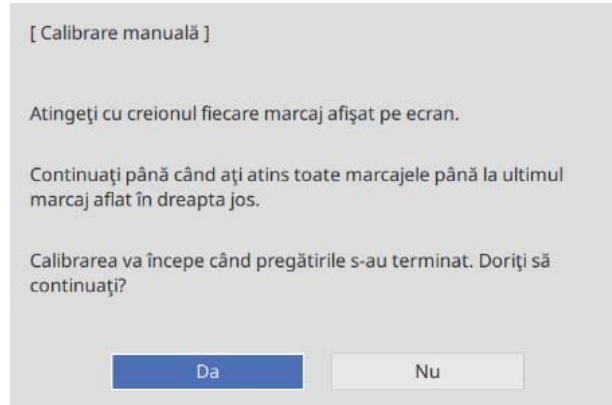 [ Calibrare manuală ]
Atingeţi cu creionul fiecare marcaj afişat pe ecran.
Continuaţi până când aţi atins toate marcajele până la ultimul
marcaj aflat în dreapta jos.
Calibrarea va începe când pregătirile s-au terminat. Doriţi să
continuaţi?
Da
Nu